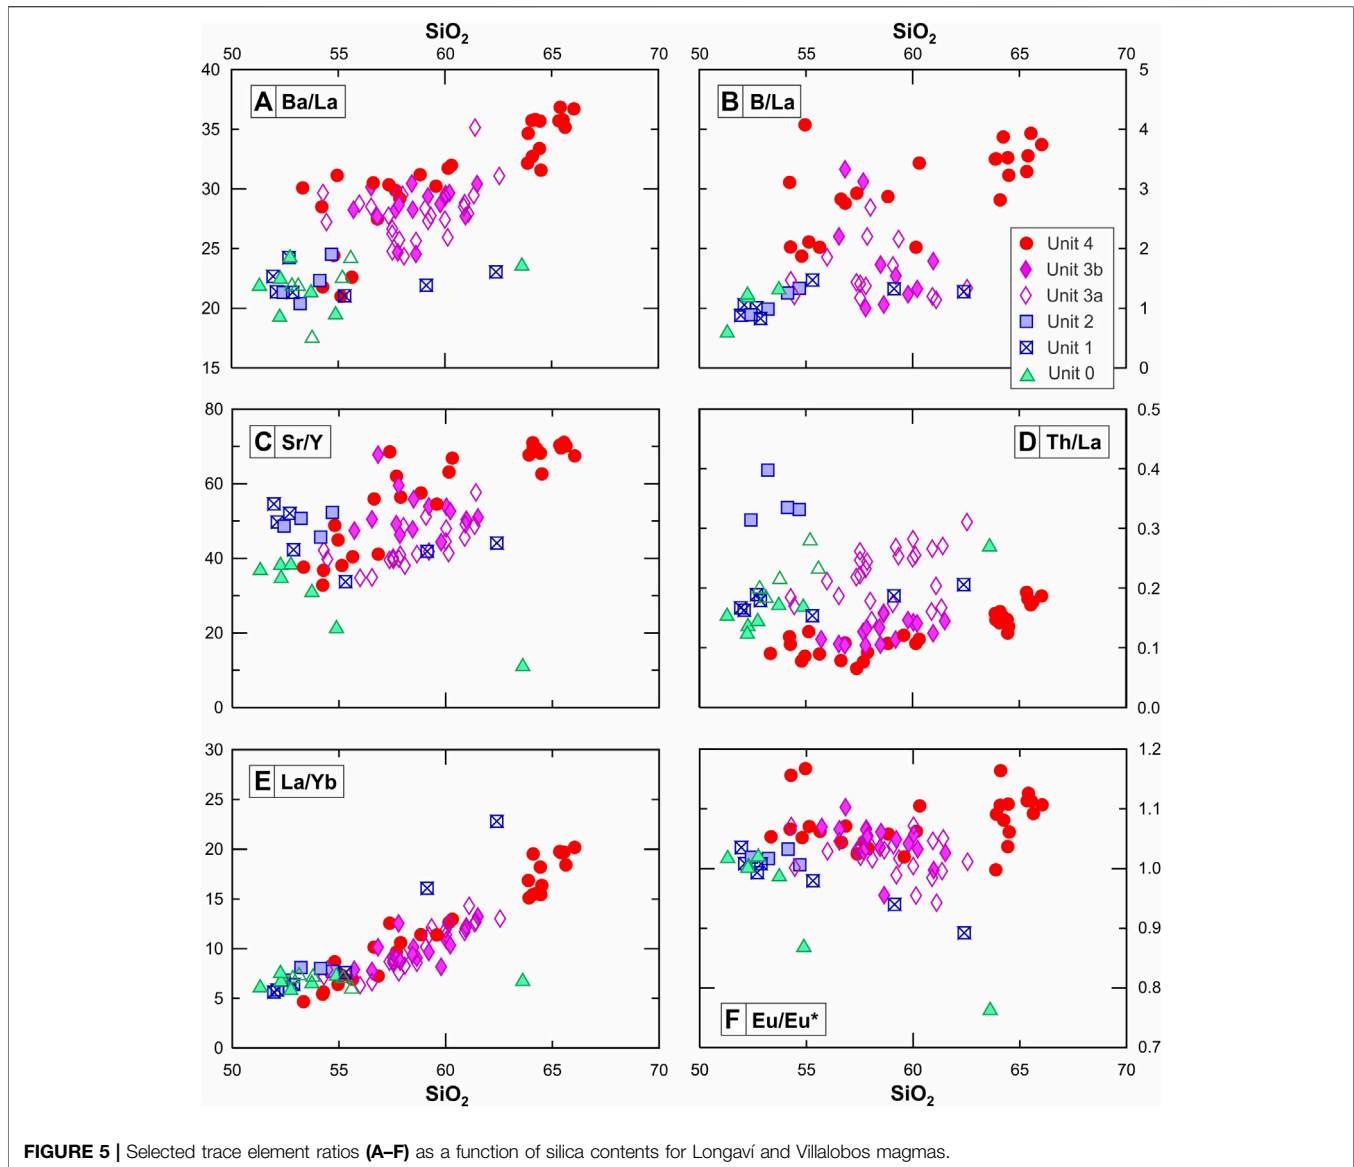 SiO2 SiO2
50 55 60 65 70 50 55 60 65 70
40 5
A Ba/La B B/La
35 4
30 3
Unit 4
25 2
Unit 3b
Unit 3a
20 1
Unit 2
Unit 1
15 0
Unit 0
80 0.5
C Sr/Y D Th/La
0.4
60
0.3
40
0.2
20
0.1
0 0.0
30 1.2
E La/Yb
25
1.1
20
15 1.0
10 0.9
5 0.8
F Eu/Eu*
0 0.7
50 55 60 65 70 50 55 60 65 70
SiO2 SiO2
FIGURE 5 | Selected trace element ratios (A–F) as a function of silica contents for Longaví and Villalobos magmas.